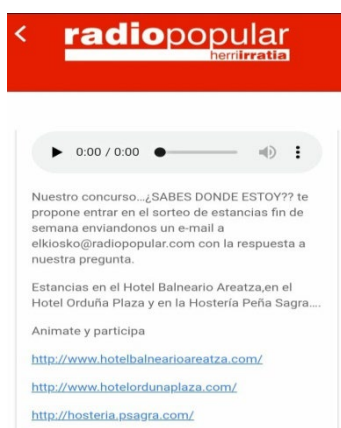 radiopopular
herriirratia
0:00 / 0:00
Nuestro concurso...¿SABES DONDE ESTOY?? te
propone entrar en el sorteo de estancias fin de
semana enviandonos un e-mail a
elkiosko@radiopopular.com con la respuesta a
nuestra pregunta.
Estancias en el Hotel Balneario Areatza,en el
Hotel Orduña Plaza y en la Hostería Peña Sagra....
Animate y participa
http://www.hotelbalnearioareatza.com/
http://www.hotelordunaplaza.com/
http://hosteria.psagra.com/